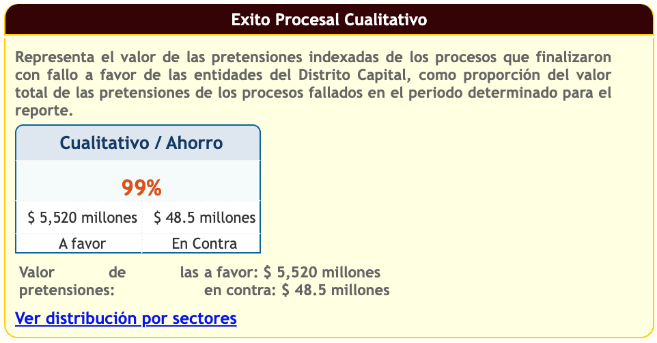 Exito Procesal Cualitativo
Representa el valor de las pretensiones indexadas de los procesos que finalizaron
con fallo a favor de las entidades del Distrito Capital, como proporción del valor
total de las pretensiones de los procesos fallados en el periodo determinado para el
reporte.
Cualitativo / Ahorro
99%
$ 5,520 millones $ 48.5 millones
A favor En Contra
Valor de las a favor: $ 5,520 millones
pretensiones: en contra: $ 48.5 millones
Ver distribución por sectores